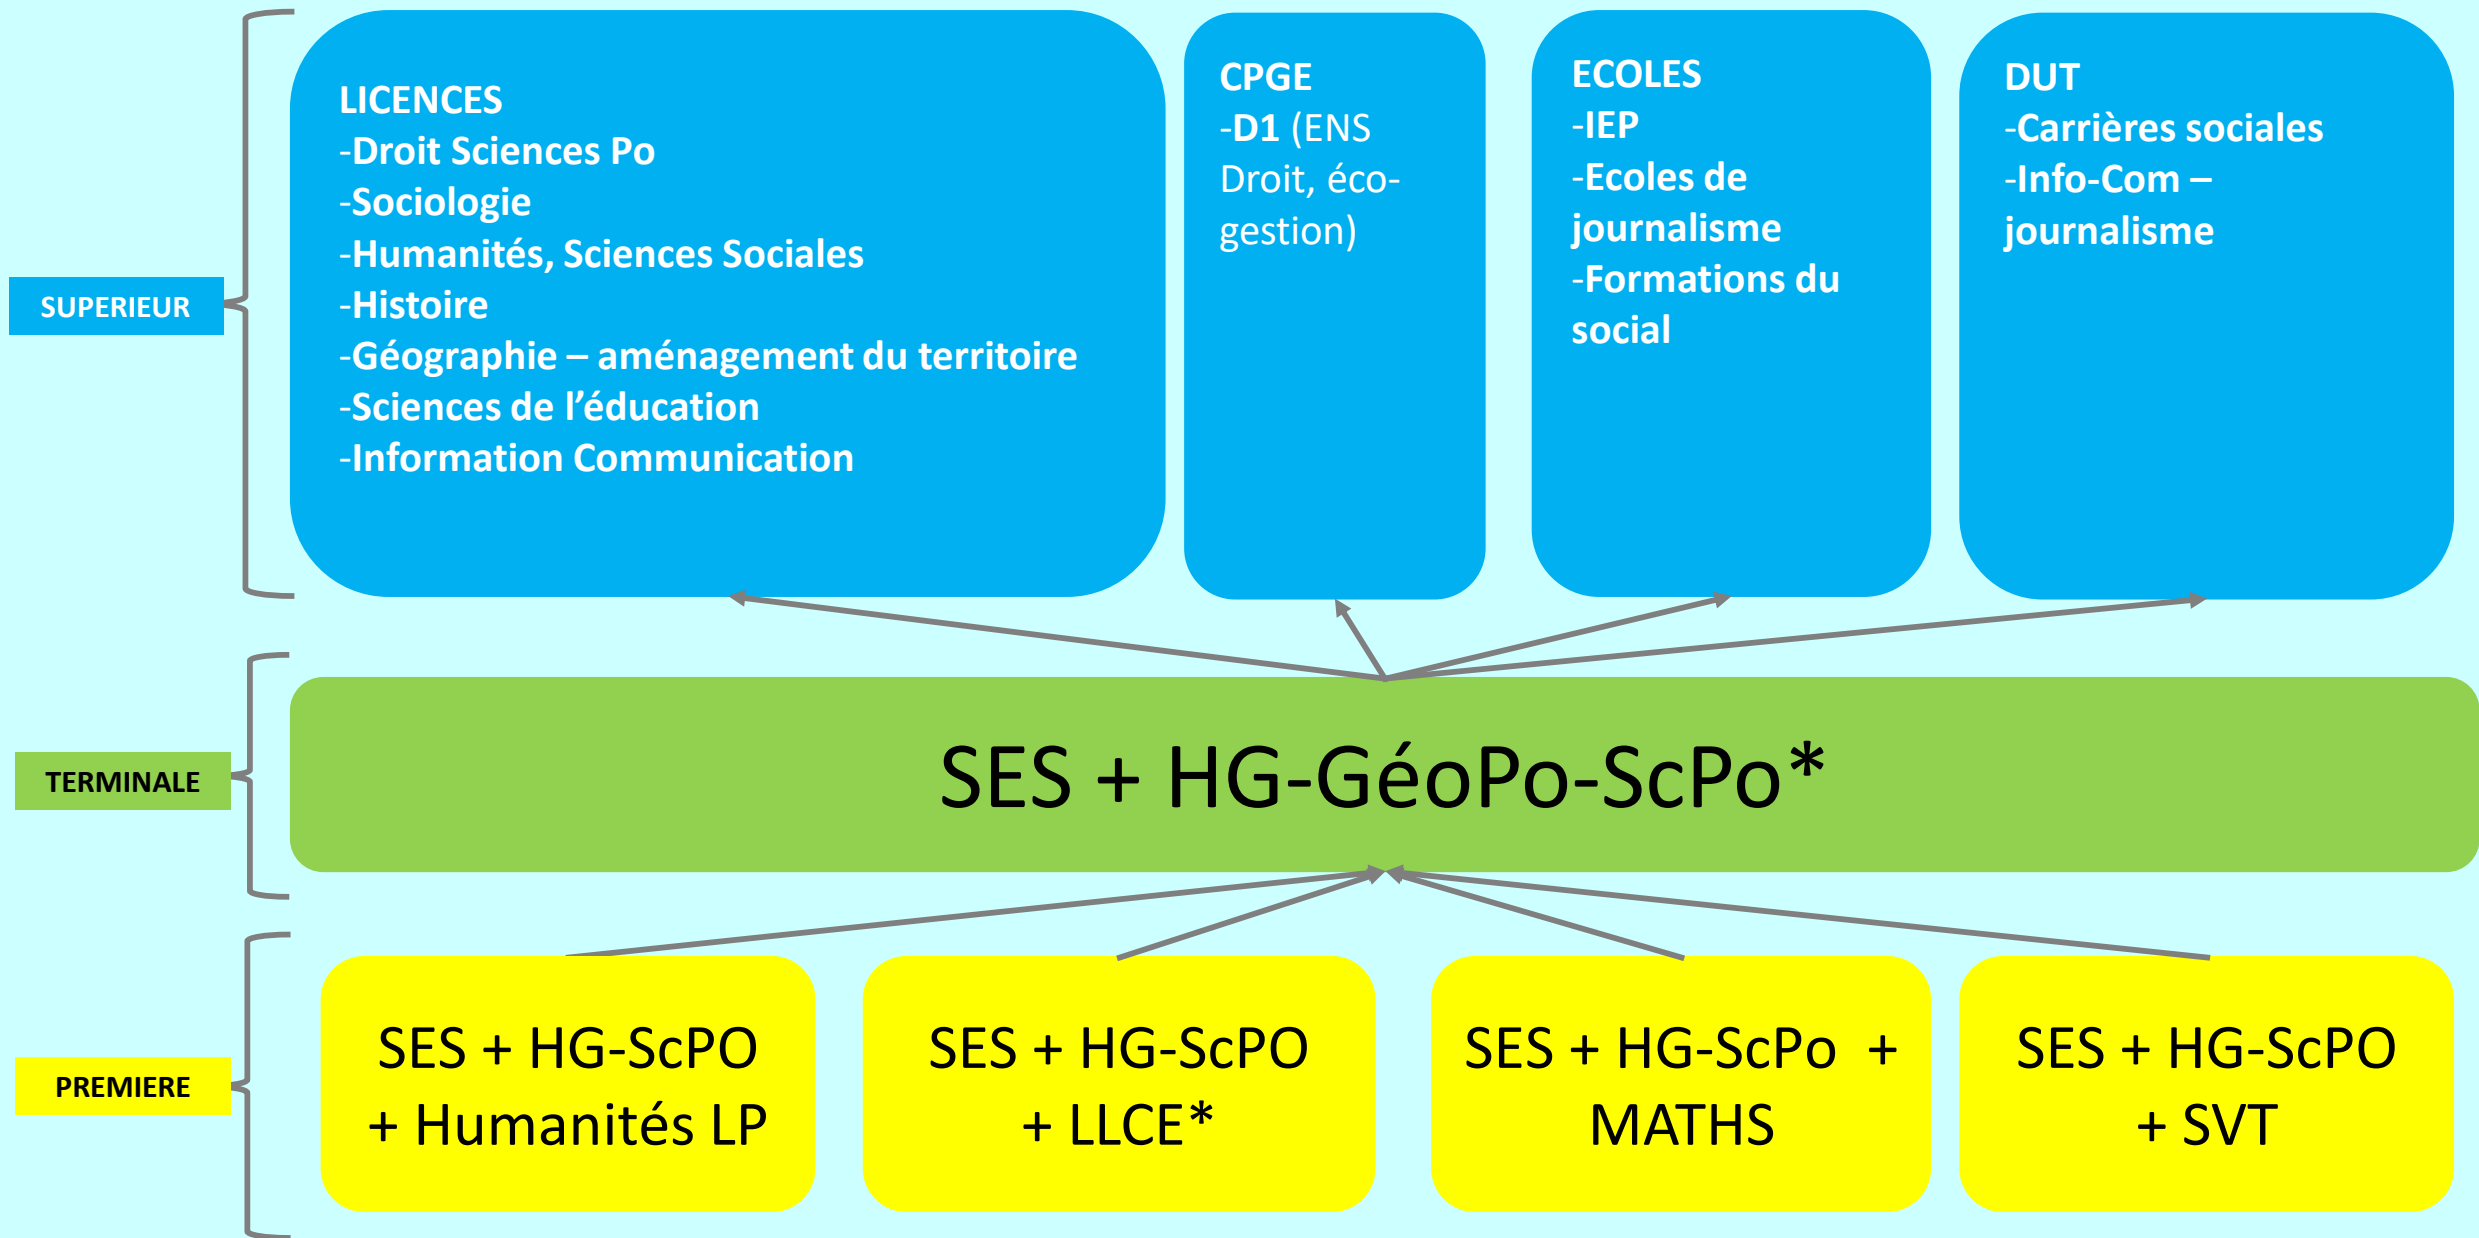 SUPERIEUR
LICENCES
-Droit Sciences Po
-Sociologie
-Humanités, Sciences Sociales
-Histoire
-Géographie – aménagement du territoire
-Sciences de l’éducation
-Information Communication
CPGE
-D1 (ENS
Droit, éco-
gestion)
ECOLES
-IEP
-Ecoles de
journalisme
-Formations du
social
DUT
-Carrières sociales
-Info-Com –
journalisme
TERMINALE
SES + HG-GéoPo-ScPo*
PREMIERE
SES + HG-ScPO
+ Humanités LP
SES + HG-ScPO
+ LLCE*
SES + HG-ScPo +
MATHS
SES + HG-ScPO
+ SVT